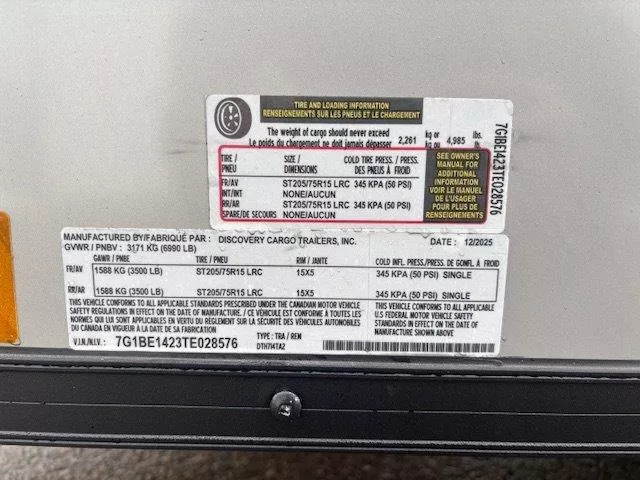 TIRE AND LOADING INFORMATION
RENSEIGNEMENTS SUR LES PNEUS ET LE CHARGEMENT
The weight of cargo should never exceed
Le poids du chargement ne doit jamais dépasser 2,261 kg or kg ou 4,985 lbs. lb.
TIRE / PNEU SIZE / DIMENSIONS COLD TIRE PRESS. / PRESS. DES PNEUS À FROID
FR/AV ST205/75R15 LRC 345 KPA (50 PSI)
INT/INT NONE/AUCUN
RR/AR ST205/75R15 LRC 345 KPA (50 PSI)
SPARE/DE SECOURS NONE/AUCUN
SEE OWNER'S
MANUAL FOR
ADDITIONAL
INFORMATION
VOIR LE MANUEL
DE L'USAGER
POUR PLUS DE
RENSEIGNEMENTS
7G1BE1423TE028576
MANUFACTURED BY/FABRIQUÉ PAR : DISCOVERY CARGO TRAILERS, INC. DATE : 12/2025
GVWR / PNBV : 3171 KG (6990 LB)
GAWR / PNBE TIRE / PNEU RIM / JANTE COLD INFL. PRESS./PRESS. DE GONFL. À FROID
FR/AV 1588 KG (3500 LB) ST205/75R15 LRC 15X5 345 KPA (50 PSI) SINGLE
RR/AR 1588 KG (3500 LB) ST205/75R15 LRC 15X5 345 KPA (50 PSI) SINGLE
THIS VEHICLE CONFORMS TO ALL APPLICABLE STANDARDS PRESCRIBED UNDER THE CANADIAN MOTOR VEHICLE
SAFETY REGULATIONS IN EFFECT ON THE DATE OF MANUFACTURE. / CE VÉHICULE EST CONFORME À TOUTES LES
NORMES QUI LUI SONT APPLICABLES EN VERTU DU RÈGLEMENT SUR LA SÉCURITÉ DES VÉHICULES AUTOMOBILES
DU CANADA EN VIGUEUR À LA DATE DE SA FABRICATION.
THIS VEHICLE CONFORMS TO ALL APPLICABLE
U.S FEDERAL MOTOR VEHICLE SAFETY
STANDARDS IN EFFECT ON THE DATE OF
MANUFACTURE.
V.I.N./N.I.V. : 7G1BE1423TE028576 TYPE : TRA / REM
DTH714TA2